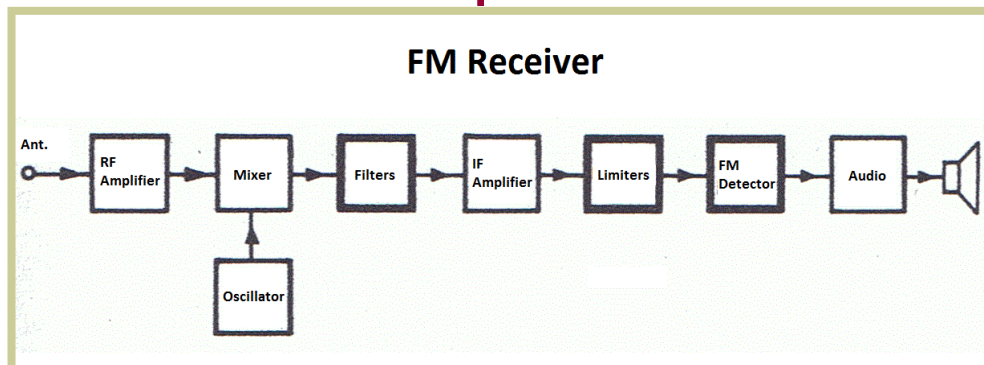 FM Receiver
Ant.
RF
Amplifier
Mixer
Filters
IF
Amplifier
Limiters
FM
Detector
Audio
Oscillator